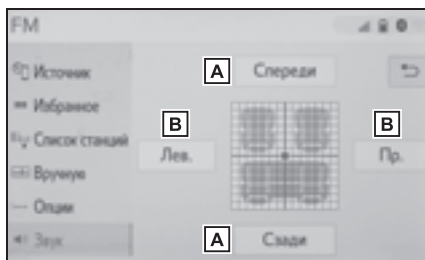 FM
Источник
A Спереди
Избранное
B B
Список станций
Лев. Пр.
Вручную
Опции
Звук
A Сзади